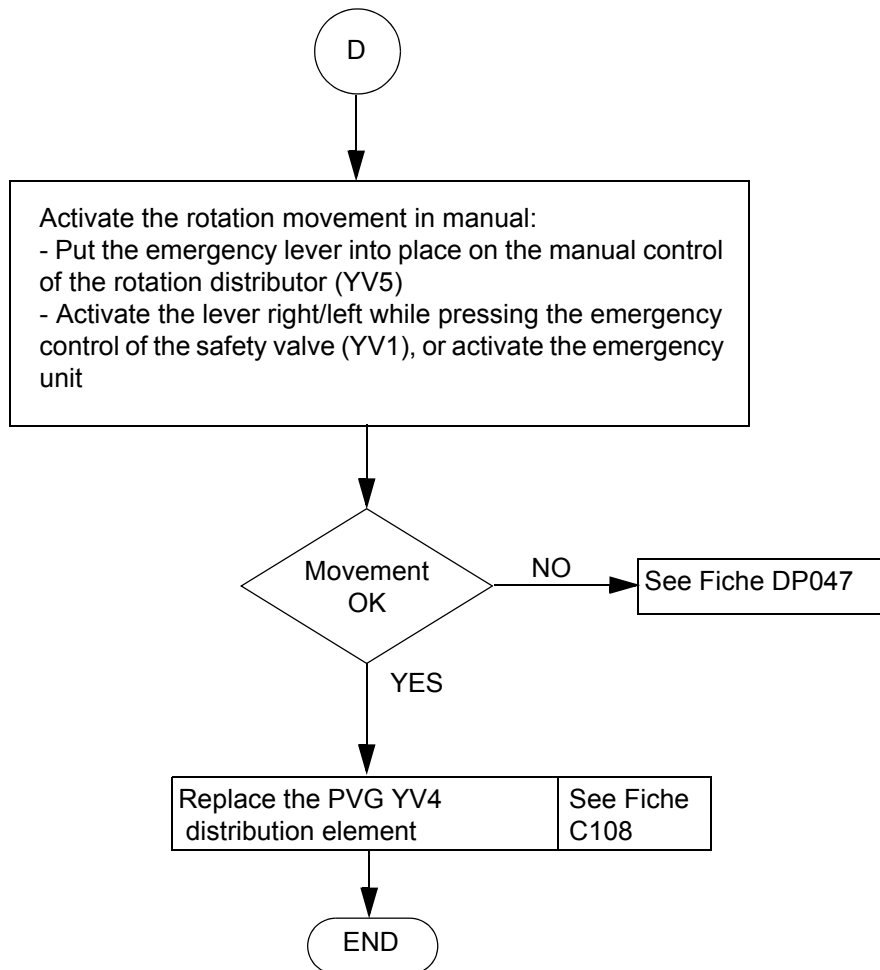 D
Activate the rotation movement in manual:
- Put the emergency lever into place on the manual control
of the rotation distributor (YV5)
- Activate the lever right/left while pressing the emergency
control of the safety valve (YV1), or activate the emergency
unit
Movement
OK
NO
See Fiche DP047
YES
Replace the PVG YV4
distribution element
See Fiche
C108
END